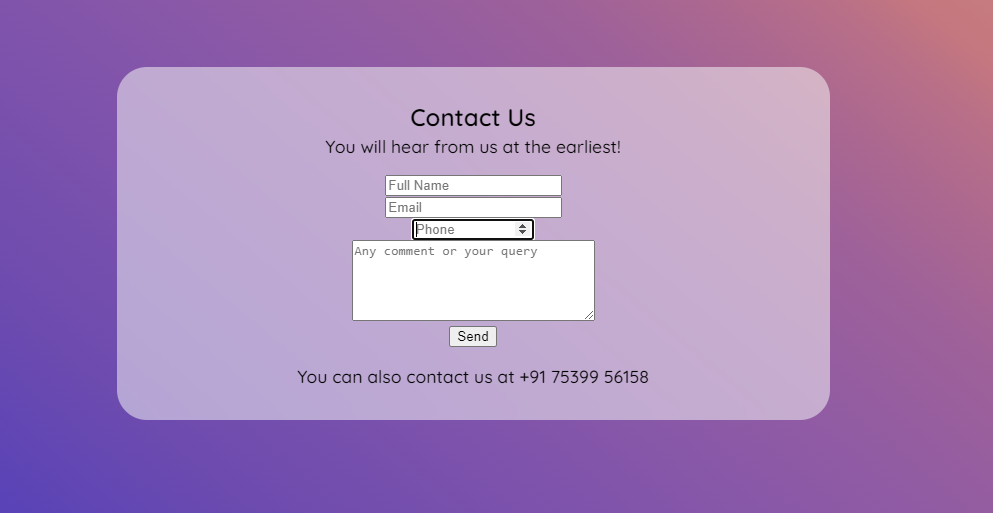 Contact Us
You will hear from us at the earliest!
Full Name
Email
Phone
Any comment or your query
Send
You can also contact us at +91 75399 56158